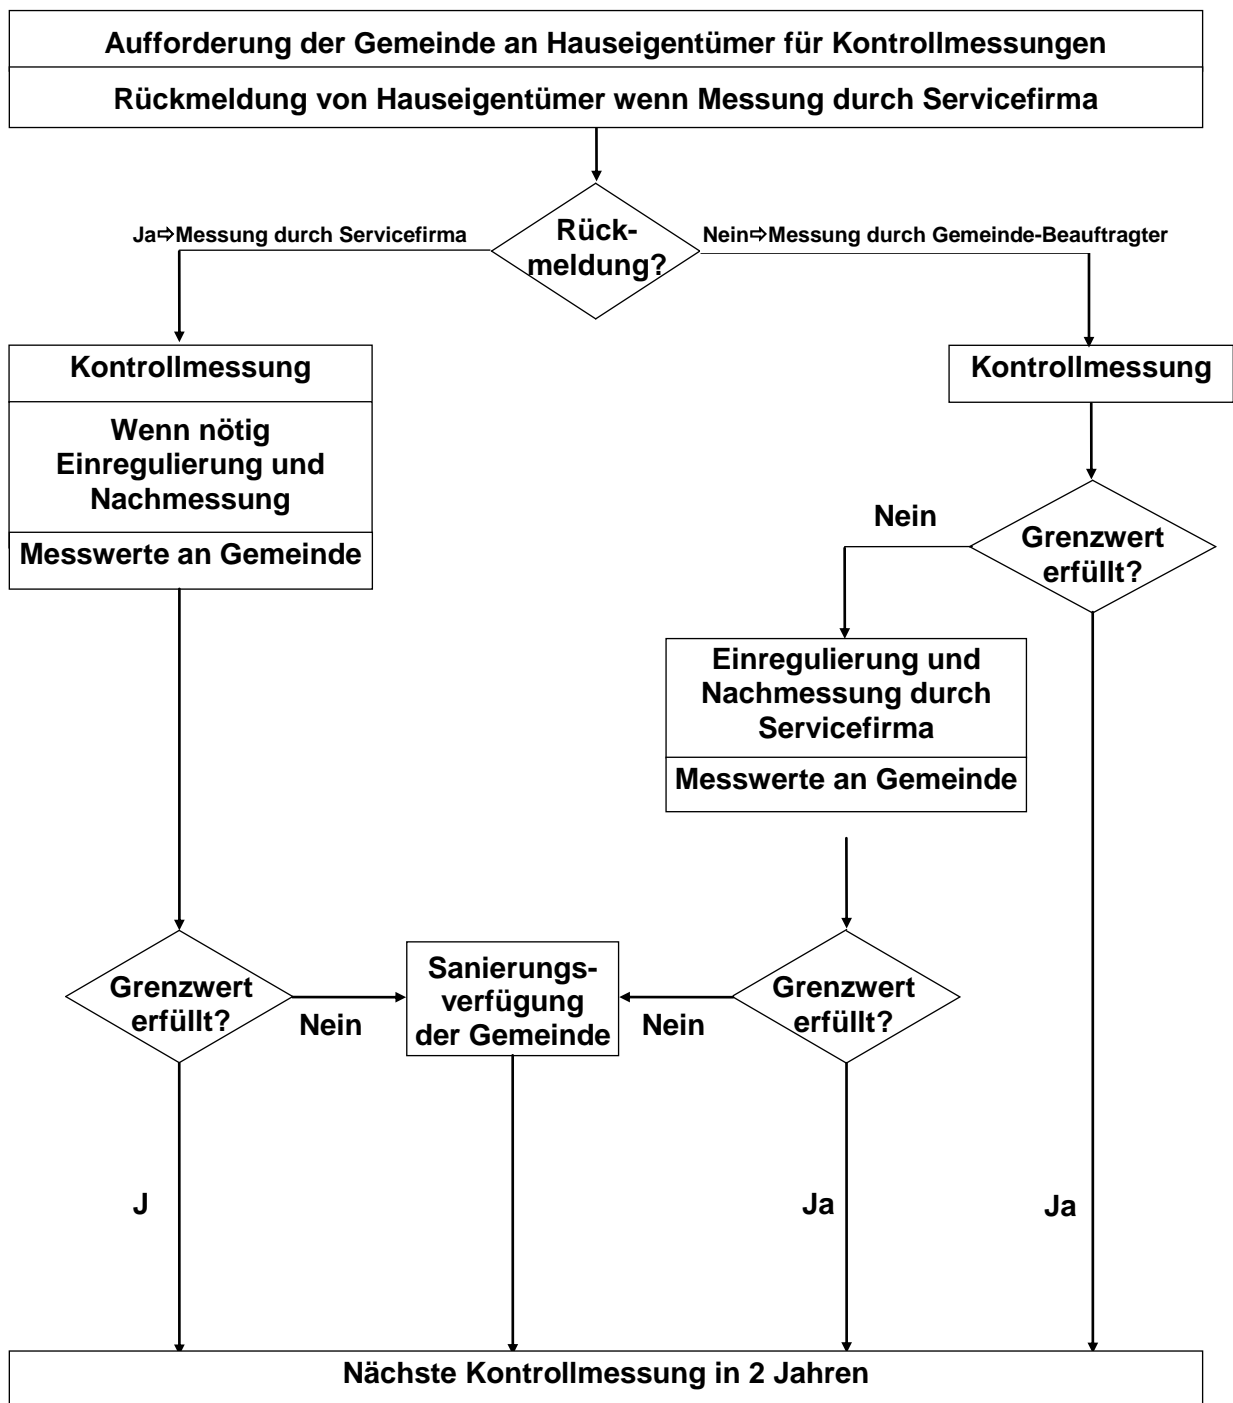 Aufforderung der Gemeinde an Hauseigentümer für Kontrollmessungen
Rückmeldung von Hauseigentümer wenn Messung durch Servicefirma
Rück-
meldung?
Ja⇨Messung durch Servicefirma
Nein⇨Messung durch Gemeinde-Beauftragter
Kontrollmessung
Wenn nötig
Einregulierung und
Nachmessung
Messwerte an Gemeinde
Kontrollmessung
Grenzwert
erfüllt?
Nein
Einregulierung und
Nachmessung durch
Servicefirma
Messwerte an Gemeinde
Grenzwert
erfüllt?
Nein
Sanierungs-
verfügung
der Gemeinde
Nein
Grenzwert
erfüllt?
J
Ja
Ja
Nächste Kontrollmessung in 2 Jahren